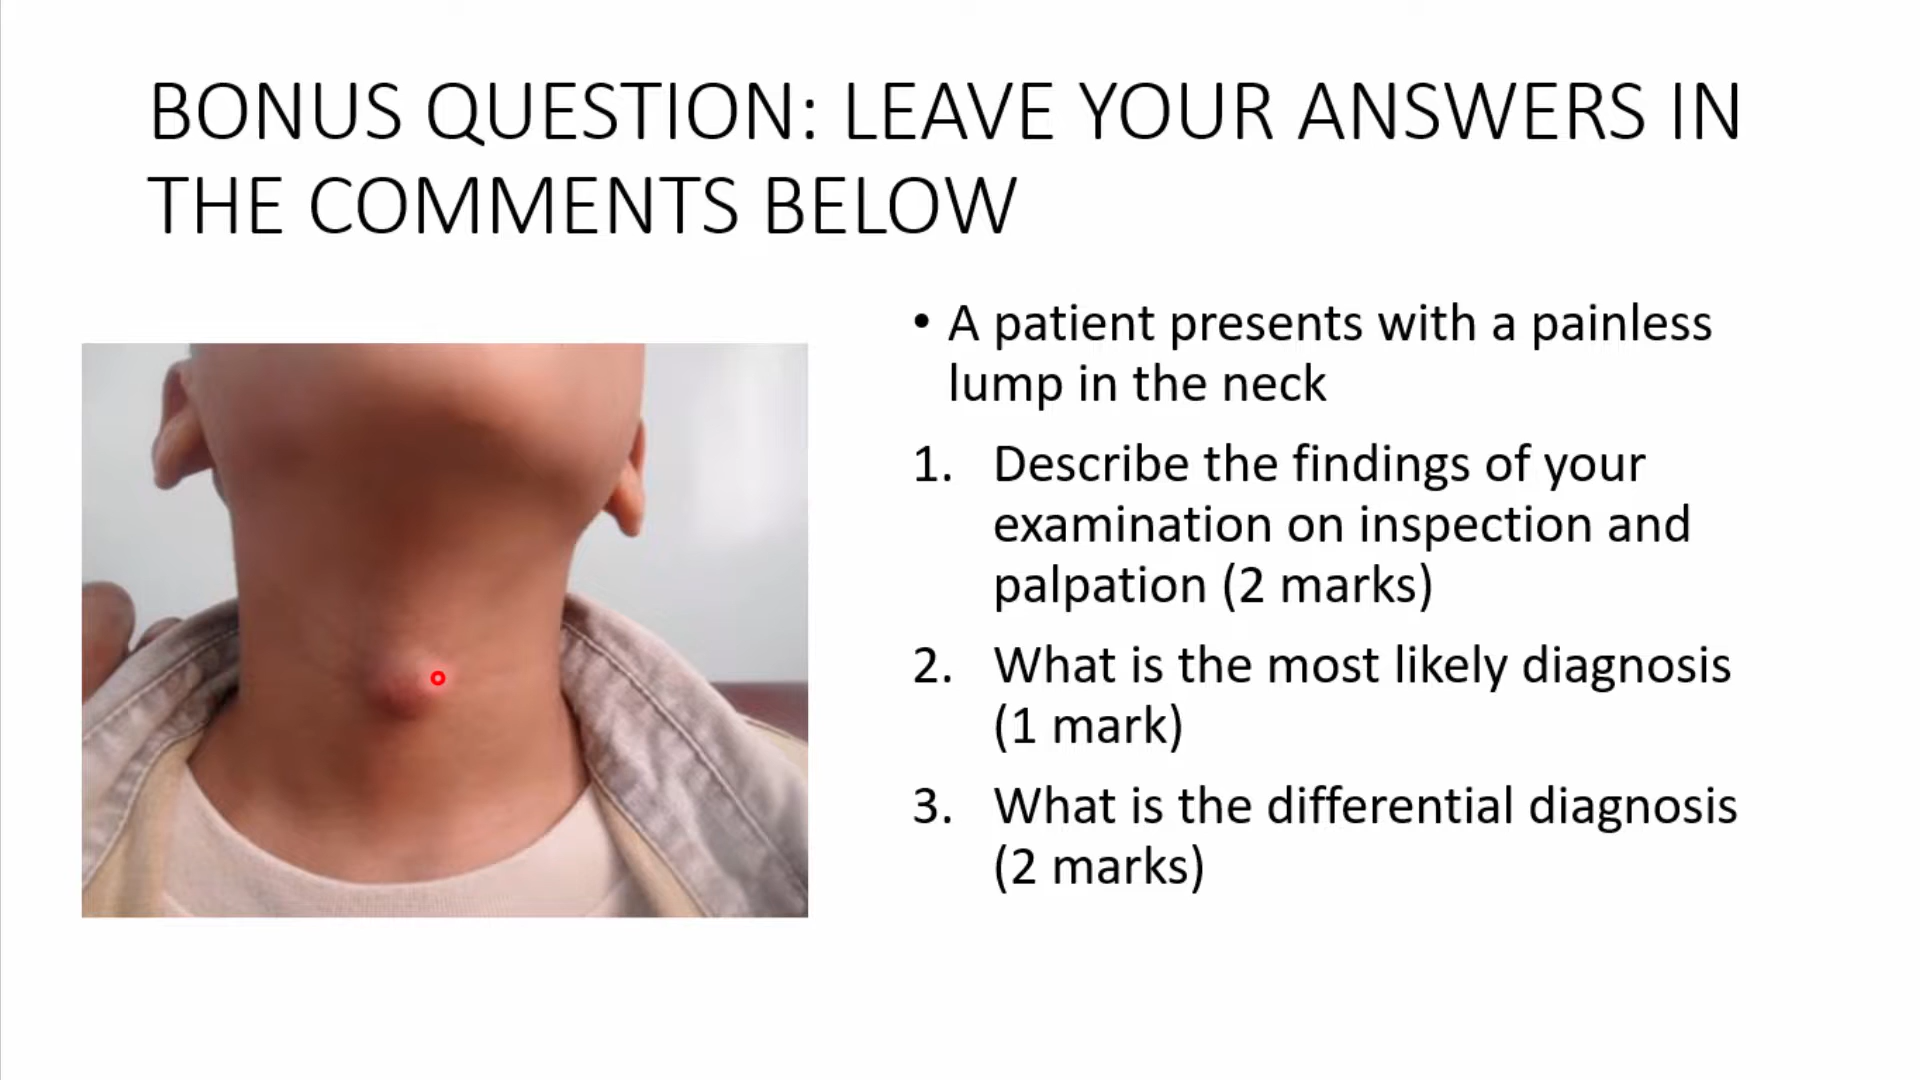 BONUS QUESTION: LEAVE YOUR ANSWERS IN
THE COMMENTS BELOW
• A patient presents with a painless
lump in the neck
1. Describe the findings of your
examination on inspection and
palpation (2 marks)
2. What is the most likely diagnosis
(1 mark)
3. What is the differential diagnosis
(2 marks)